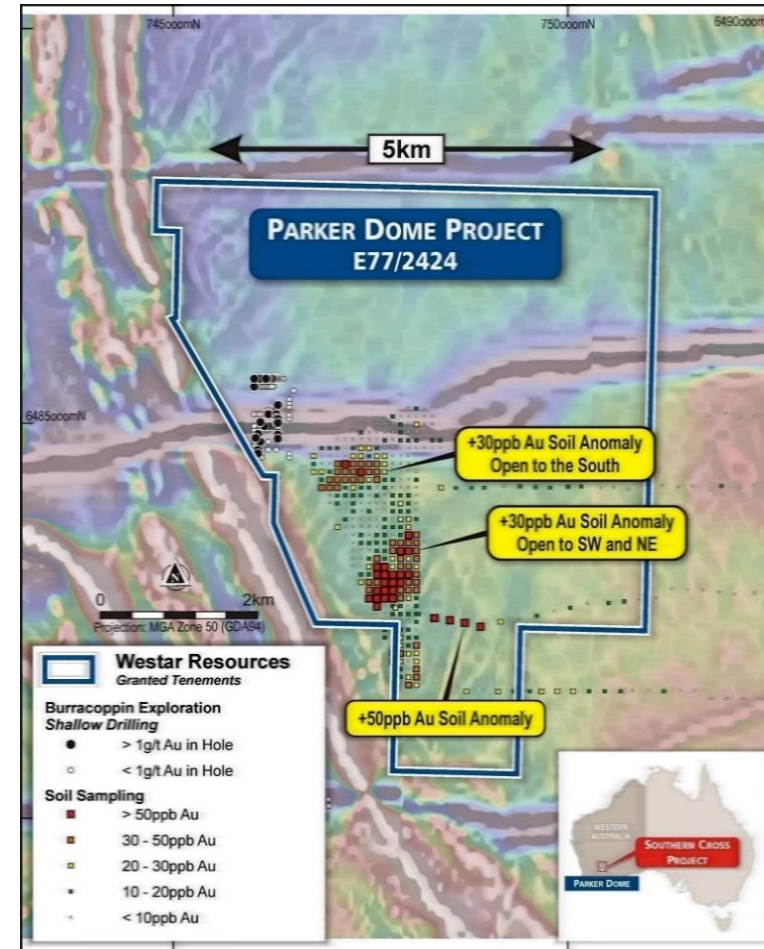 745000mN
750000mN
6490000m
5km
PARKER DOME PROJECT
E77/2424
6485000mN
+30ppb Au Soil Anomaly
Open to the South
+30ppb Au Soil Anomaly
Open to SW and NE
N
0 2km
Projection: MGA Zone 50 (GDA94)
+50ppb Au Soil Anomaly
Westar Resources
Granted Tenements
Burracoppin Exploration
Shallow Drilling
> 1g/t Au in Hole
< 1g/t Au in Hole
Soil Sampling
> 50ppb Au
30 - 50ppb Au
20 - 30ppb Au
10 - 20ppb Au
< 10ppb Au
WESTERN
AUSTRALIA
SOUTHERN CROSS
PROJECT
PARKER DOME